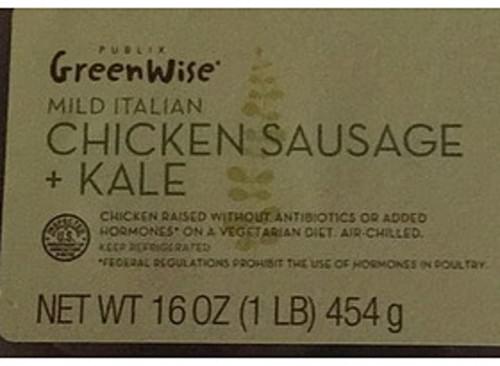 PUBLIX
GreenWise
MILD ITALIAN
CHICKEN SAUSAGE
+ KALE
CHICKEN RAISED WITHOUT ANTIBIOTICS OR ADDED
HORMONES* ON A VEGETARIAN DIET. AIR-CHILLED.
KEEP REFRIGERATED
*FEDERAL REGULATIONS PROHIBIT THE USE OF HORMONES IN POULTRY.
U.S.
NET WT 16 OZ (1 LB) 454 g